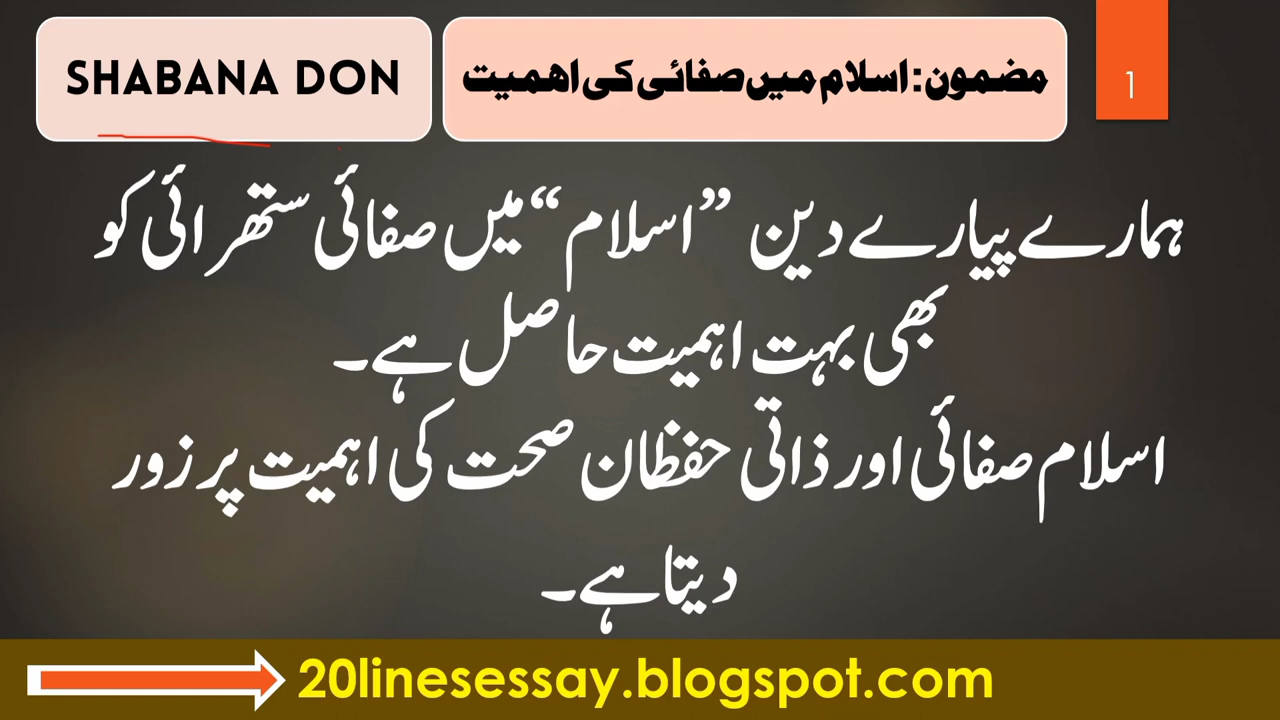 SHABANA DON
مضمون: اسلام میں صفائی کی اہمیت
1
ہمارے پیارے دین ”اسلام“ میں صفائی ستھرائی کو
بھی بہت اہمیت حاصل ہے۔
اسلام صفائی اور ذاتی حفظان صحت کی اہمیت پر زور
دیتا ہے۔
20linesessay.blogspot.com